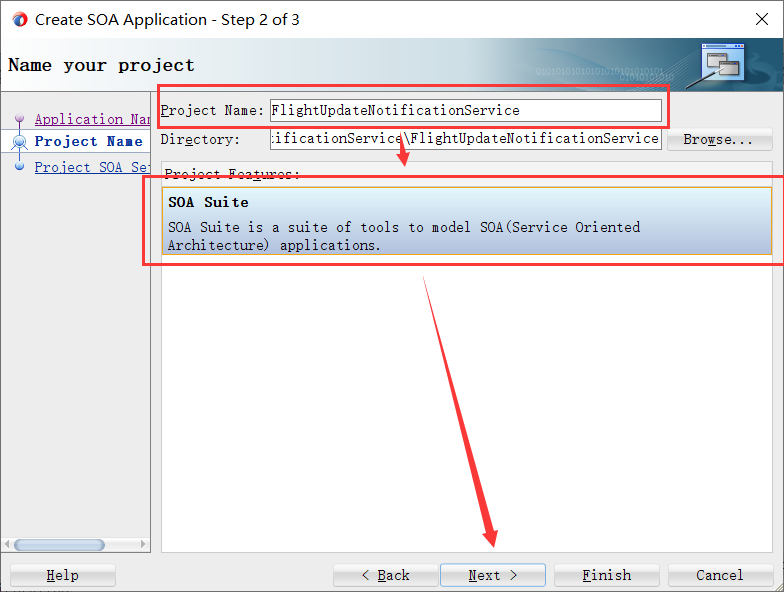 Create SOA Application - Step 2 of 3
Name your project
Application Nam
Project Name
Project SOA Set
Project Name: FlightUpdateNotificationService
Directory: ificationService\FlightUpdateNotificationService Browse...
Project Features:
SOA Suite
SOA Suite is a suite of tools to model SOA(Service Oriented
Architecture) applications.
Help < Back Next > Finish Cancel